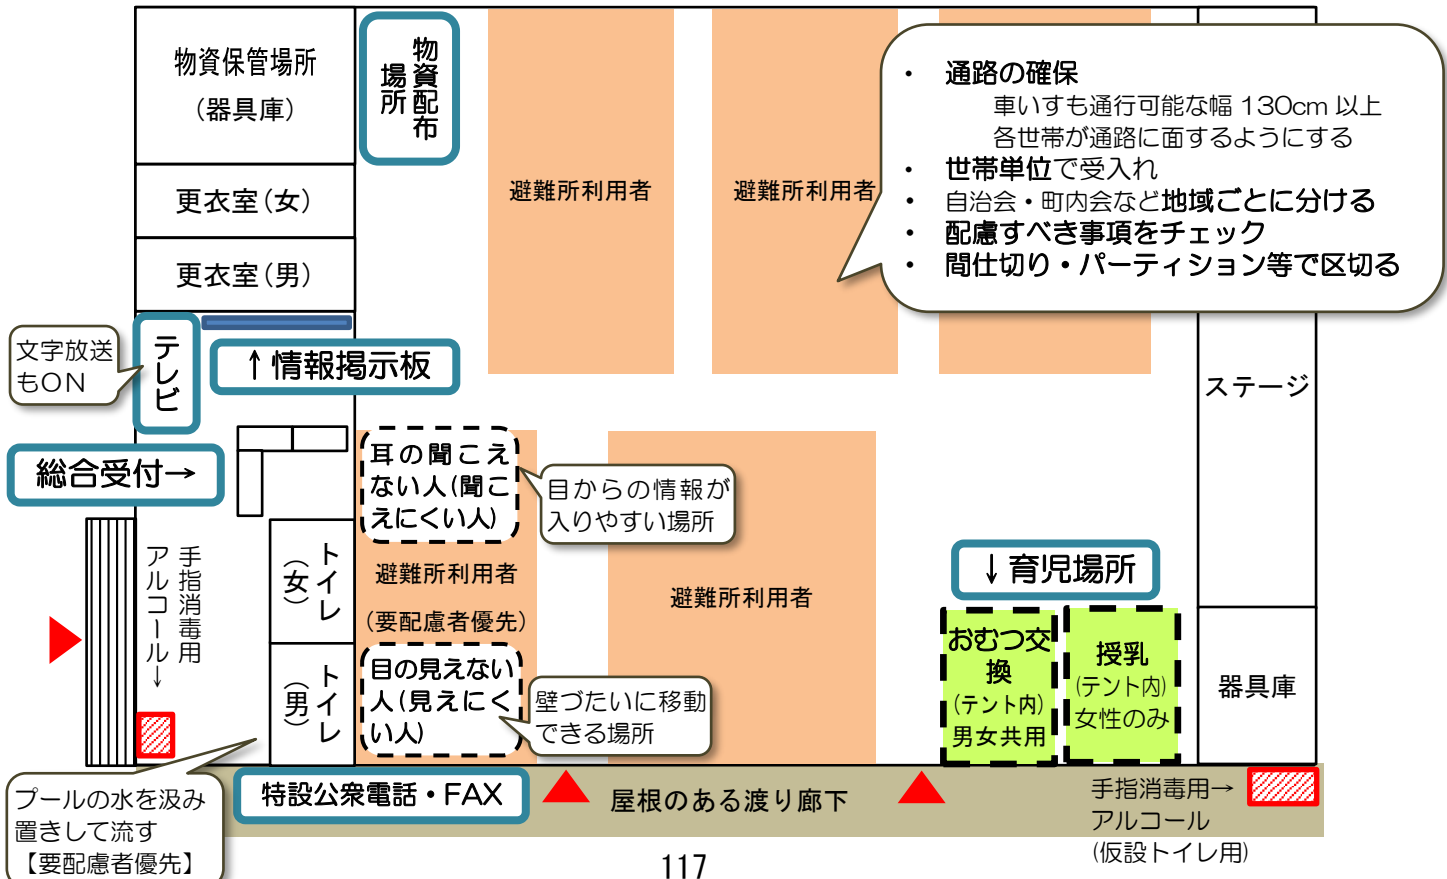 物資保管場所
(器具庫)
物資配布
場所
更衣室(女)
更衣室(男)
避難所利用者
避難所利用者
・ 通路の確保
車いすも通行可能な幅 130cm 以上
各世帯が通路に面するようにする
・ 世帯単位で受入れ
・ 自治会・町内会など地域ごとに分ける
・ 配慮すべき事項をチェック
・ 間仕切り・パーティション等で区切る
文字放送
もON
テレビ
↑情報掲示板
ステージ
総合受付→
耳の聞こえ
ない人(聞こ
えにくい人)
目からの情報が
入りやすい場所
手指消毒用
アルコール→
トイレ
(女)
避難所利用者
(要配慮者優先)
避難所利用者
↓育児場所
トイレ
(男)
目の見えない
人(見えにく
い人)
壁づたいに移動
できる場所
おむつ交
換
(テント内)
男女共用
授乳
(テント内)
女性のみ
器具庫
プールの水を汲み
置きして流す
【要配慮者優先】
特設公衆電話・FAX
屋根のある渡り廊下
手指消毒用→
アルコール
(仮設トイレ用)
117